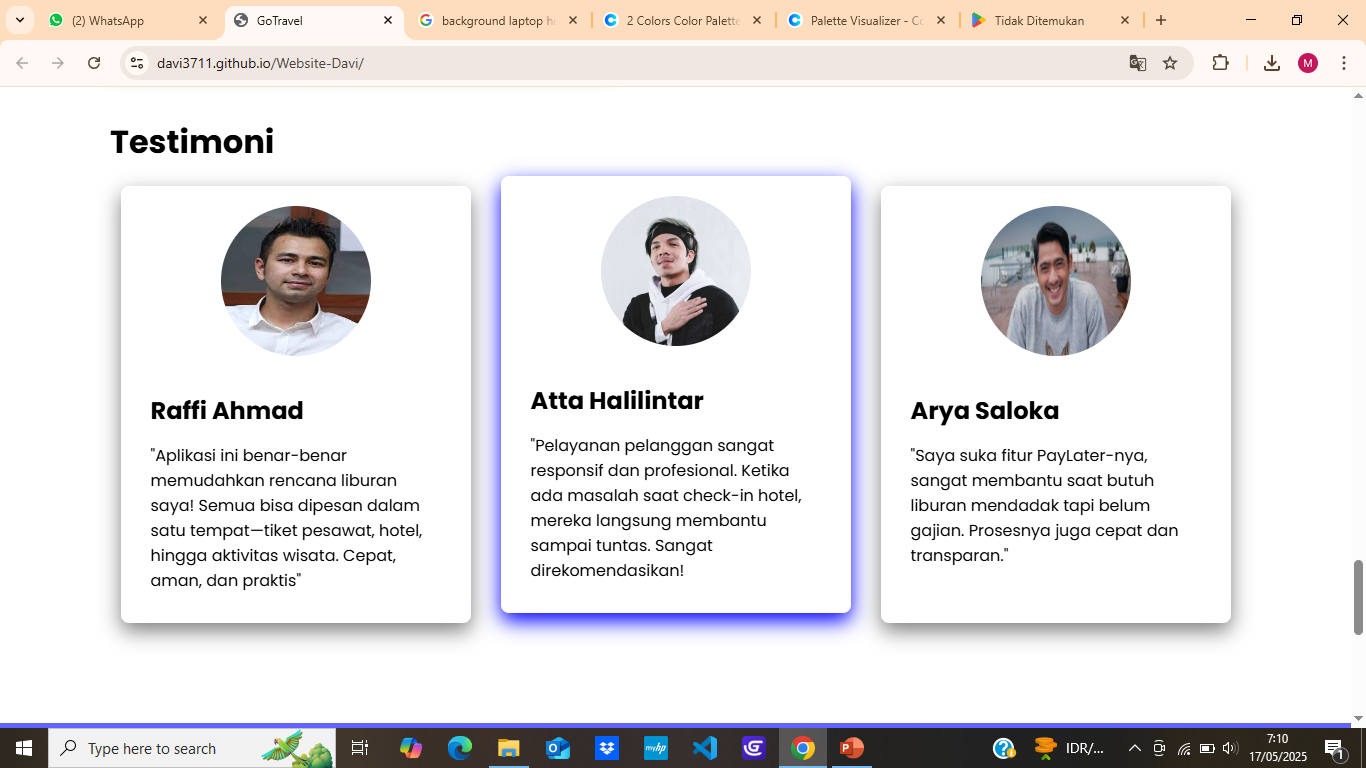 (2) WhatsApp
GoTravel
background laptop h
2 Colors Color Palette
Palette Visualizer - Co
Tidak Ditemukan
davi3711.github.io/Website-Davi/
M
Testimoni
Raffi Ahmad
"Aplikasi ini benar-benar
memudahkan rencana liburan
saya! Semua bisa dipesan dalam
satu tempat—tiket pesawat, hotel,
hingga aktivitas wisata. Cepat,
aman, dan praktis"
Atta Halilintar
"Pelayanan pelanggan sangat
responsif dan profesional. Ketika
ada masalah saat check-in hotel,
mereka langsung membantu
sampai tuntas. Sangat
direkomendasikan!
Arya Saloka
"Saya suka fitur PayLater-nya,
sangat membantu saat butuh
liburan mendadak tapi belum
gajian. Prosesnya juga cepat dan
transparan."
Type here to search
IDR/...
7:10
17/05/2025
1